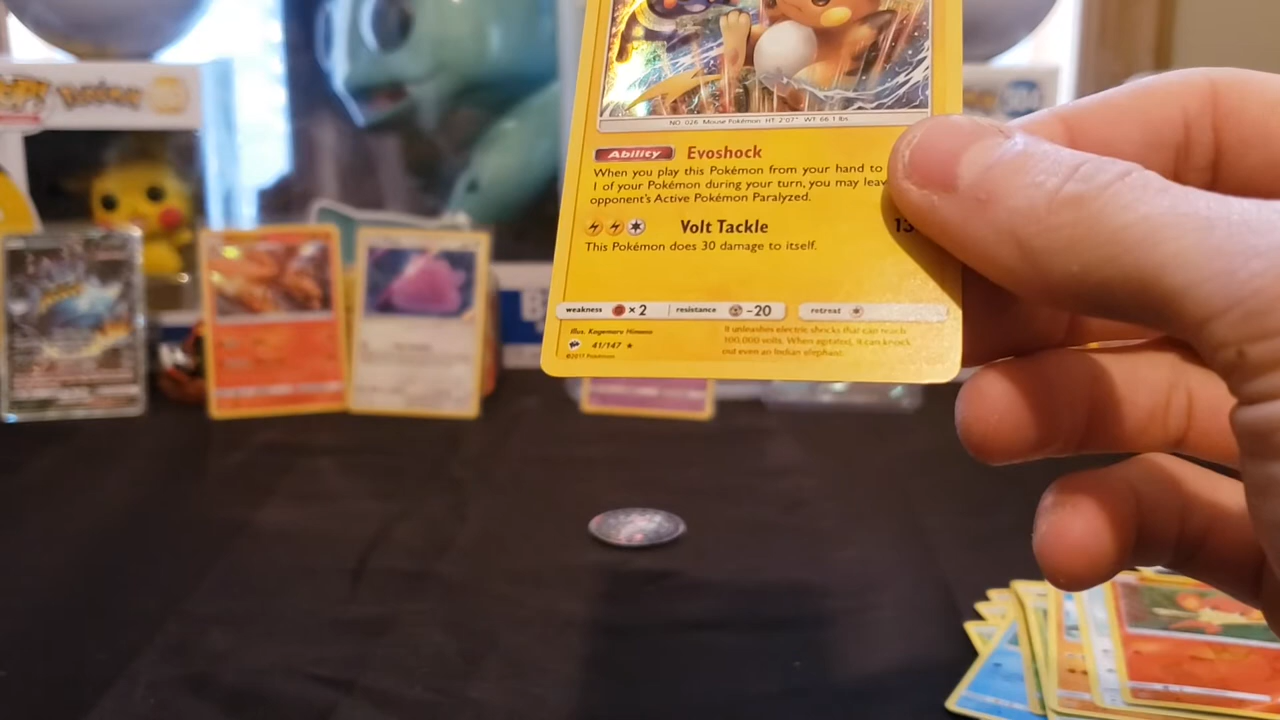 Pokémon
NO. 026 Mouse Pokémon HT: 2'07" WT: 66.1 lbs.
Ability Evoshock
When you play this Pokémon from your hand to
1 of your Pokémon during your turn, you may leav
opponent's Active Pokémon Paralyzed.
Volt Tackle 13
This Pokémon does 30 damage to itself.
weakness ×2 resistance -20 retreat
Illus. Kagemaru Himeno
41/147 ★
©2017 Pokémon
It unleashes electric shocks that can reach
100,000 volts. When agitated, it can knock
out even an Indian elephant.